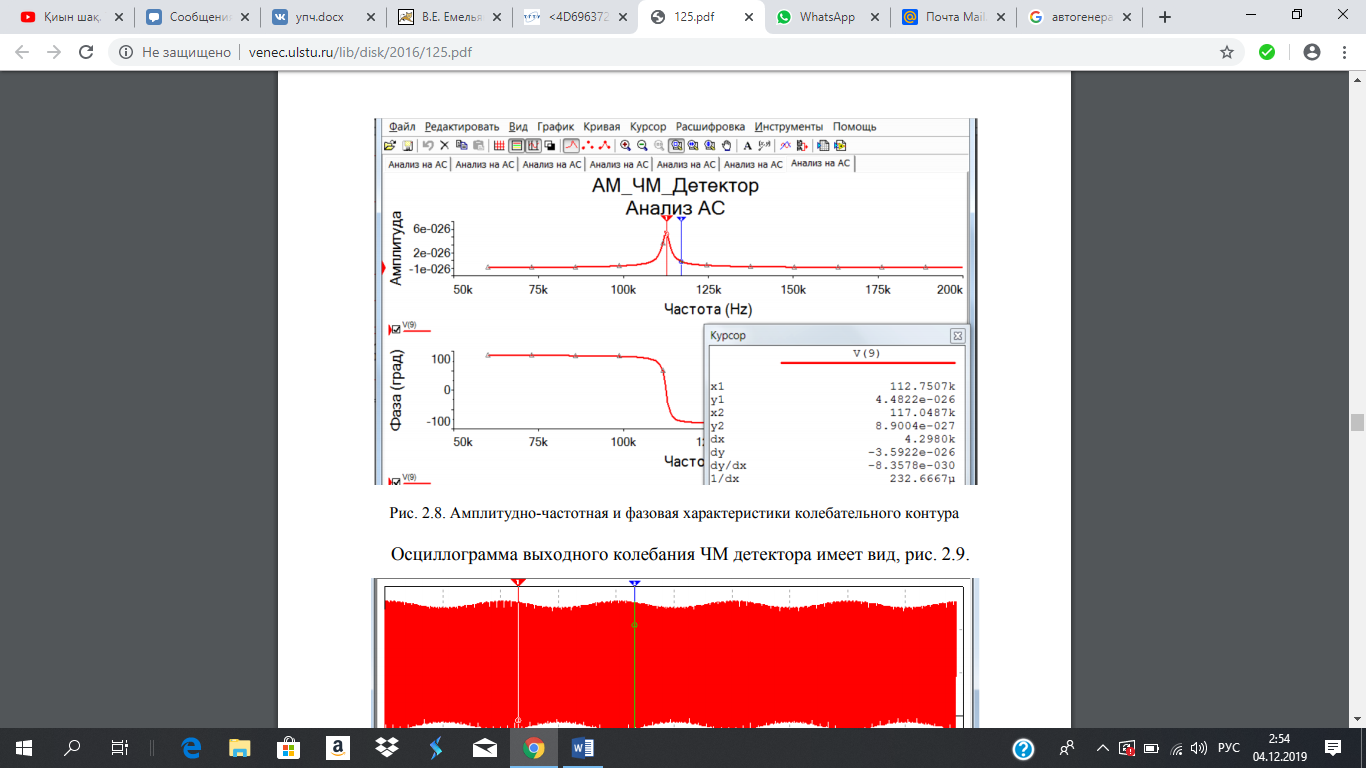 Қиын шақ
Сообщени
упч.docx
В.Е. Емелья
<4D696372
125.pdf
WhatsApp
Почта Mail
автогенера
Не защищено | venec.ulstu.ru/lib/disk/2016/125.pdf
Файл Редактировать Вид График Кривая Курсор Расшифровка Инструменты Помощь
Анализ на АС Анализ на АС Анализ на АС Анализ на АС Анализ на АС Анализ на АС Анализ на АС
АМ_ЧМ_Детектор
Анализ АС
Амплитуда
6e-026
2e-026
-1e-026
50k 75k 100k 125k 150k 175k 200k
Частота (Hz)
V(9)
Фаза (град)
100
0
-100
50k 75k 100k 12
Часто
V(9)
Курсор
V(9)
x1 112.7507k
y1 4.4822e-026
x2 117.0487k
y2 8.9004e-027
dx 4.2980k
dy -3.5922e-026
dy/dx -8.3578e-030
1/dx 232.6667µ
Рис. 2.8. Амплитудно-частотная и фазовая характеристики колебательного контура
Осциллограмма выходного колебания ЧМ детектора имеет вид, рис. 2.9.
РУС
2:54
04.12.2019